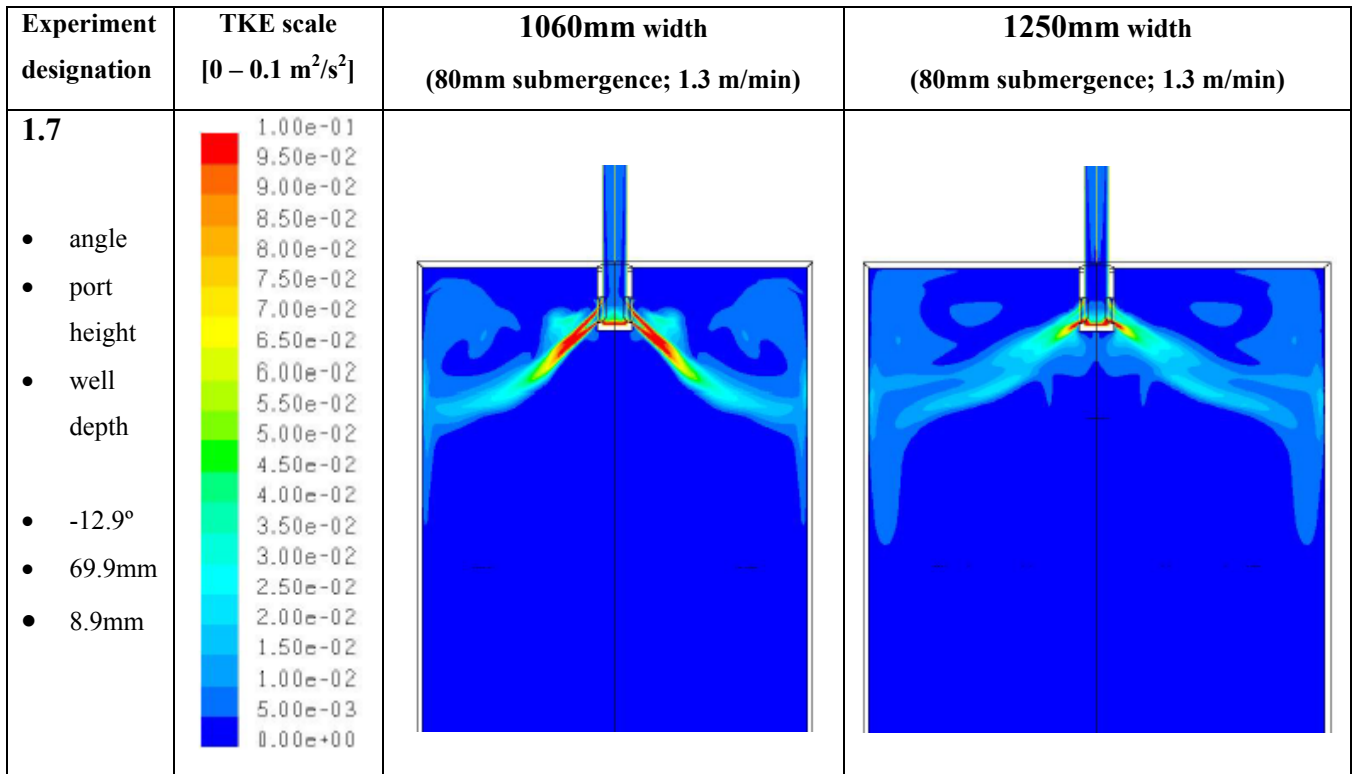 Experiment
designation
TKE scale
[0 – 0.1 m²/s²]
1060mm width
(80mm submergence; 1.3 m/min)
1250mm width
(80mm submergence; 1.3 m/min)
1.7
• angle
• port
height
• well
depth
• -12.9º
• 69.9mm
• 8.9mm
1.00e-01
9.50e-02
9.00e-02
8.50e-02
8.00e-02
7.50e-02
7.00e-02
6.50e-02
6.00e-02
5.50e-02
5.00e-02
4.50e-02
4.00e-02
3.50e-02
3.00e-02
2.50e-02
2.00e-02
1.50e-02
1.00e-02
5.00e-03
0.00e+00